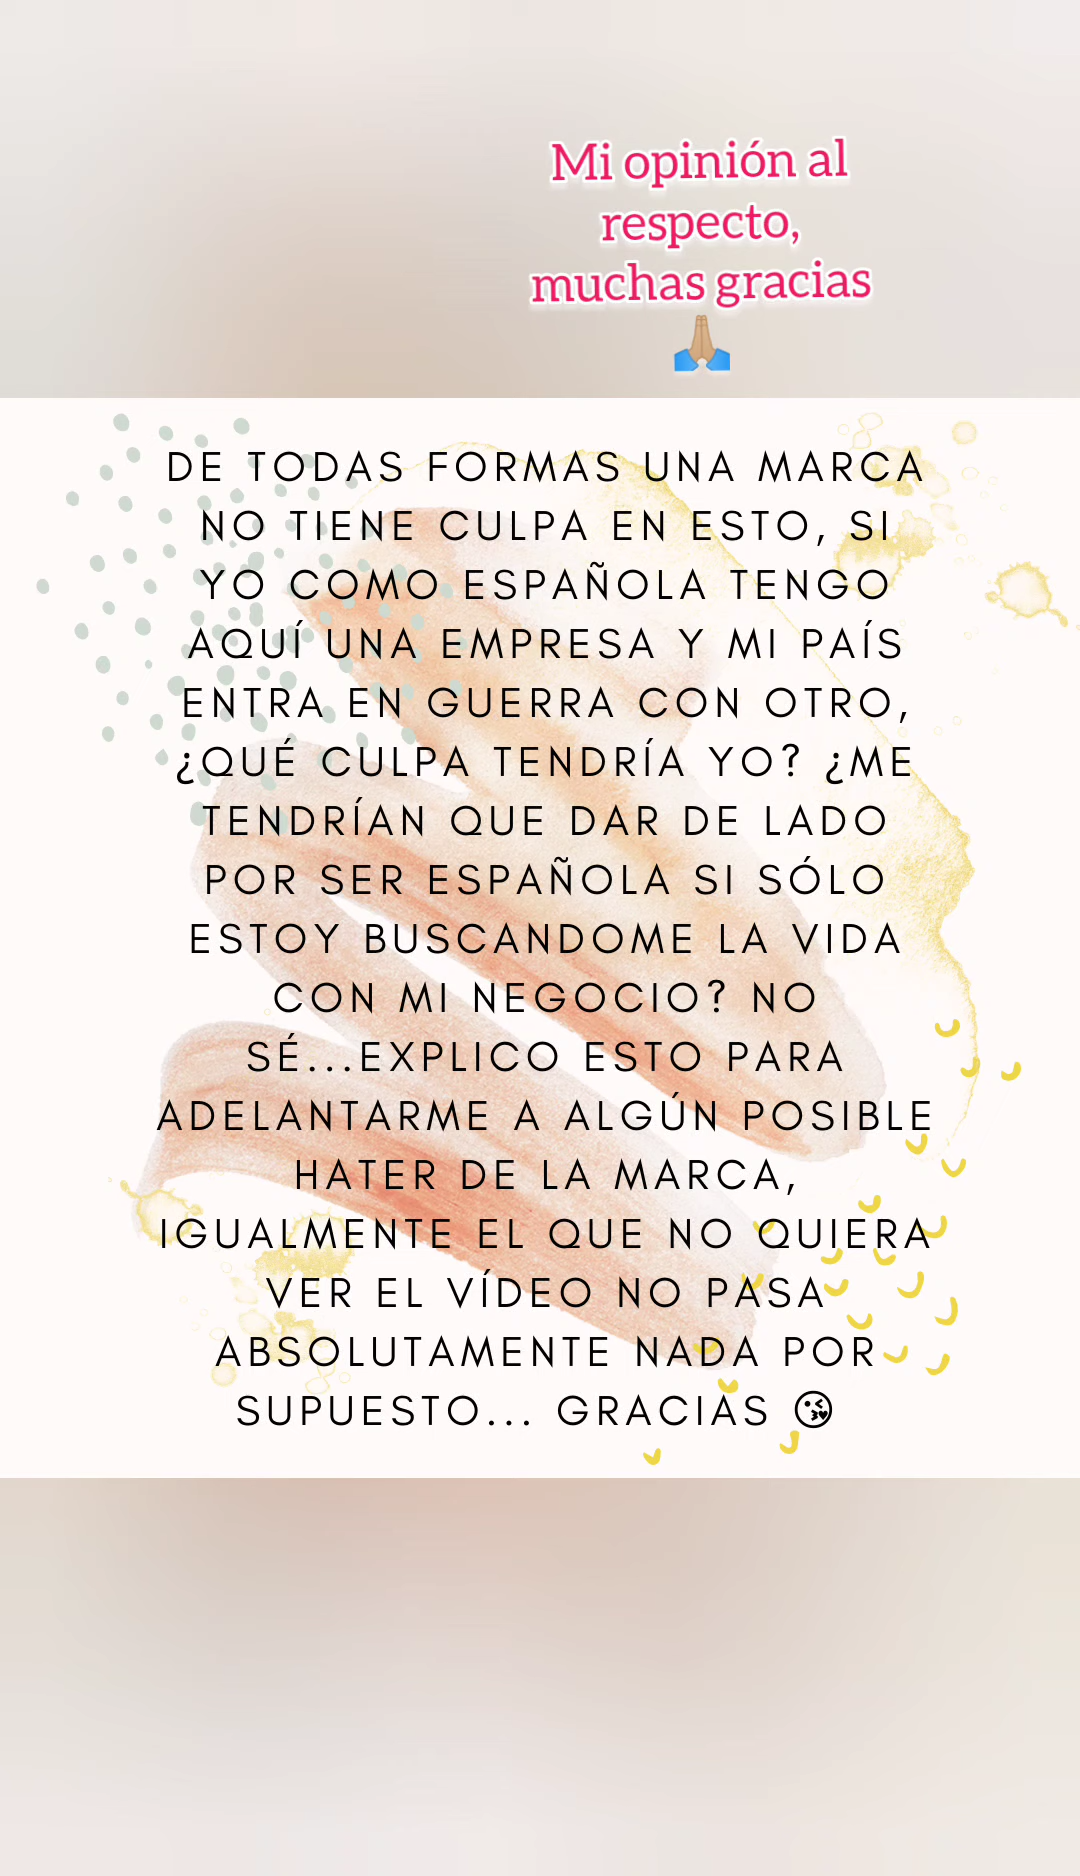 Mi opinión al
respecto,
muchas gracias
🙏🏼
DE TODAS FORMAS UNA MARCA
NO TIENE CULPA EN ESTO, SI
YO COMO ESPAÑOLA TENGO
AQUÍ UNA EMPRESA Y MI PAÍS
ENTRA EN GUERRA CON OTRO,
¿QUÉ CULPA TENDRÍA YO? ¿ME
TENDRÍAN QUE DAR DE LADO
POR SER ESPAÑOLA SI SÓLO
ESTOY BUSCANDOME LA VIDA
CON MI NEGOCIO? NO
SÉ...EXPLICO ESTO PARA
ADELANTARME A ALGÚN POSIBLE
HATER DE LA MARCA,
IGUALMENTE EL QUE NO QUIERA
VER EL VÍDEO NO PASA
ABSOLUTAMENTE NADA POR
SUPUESTO... GRACIAS 😘